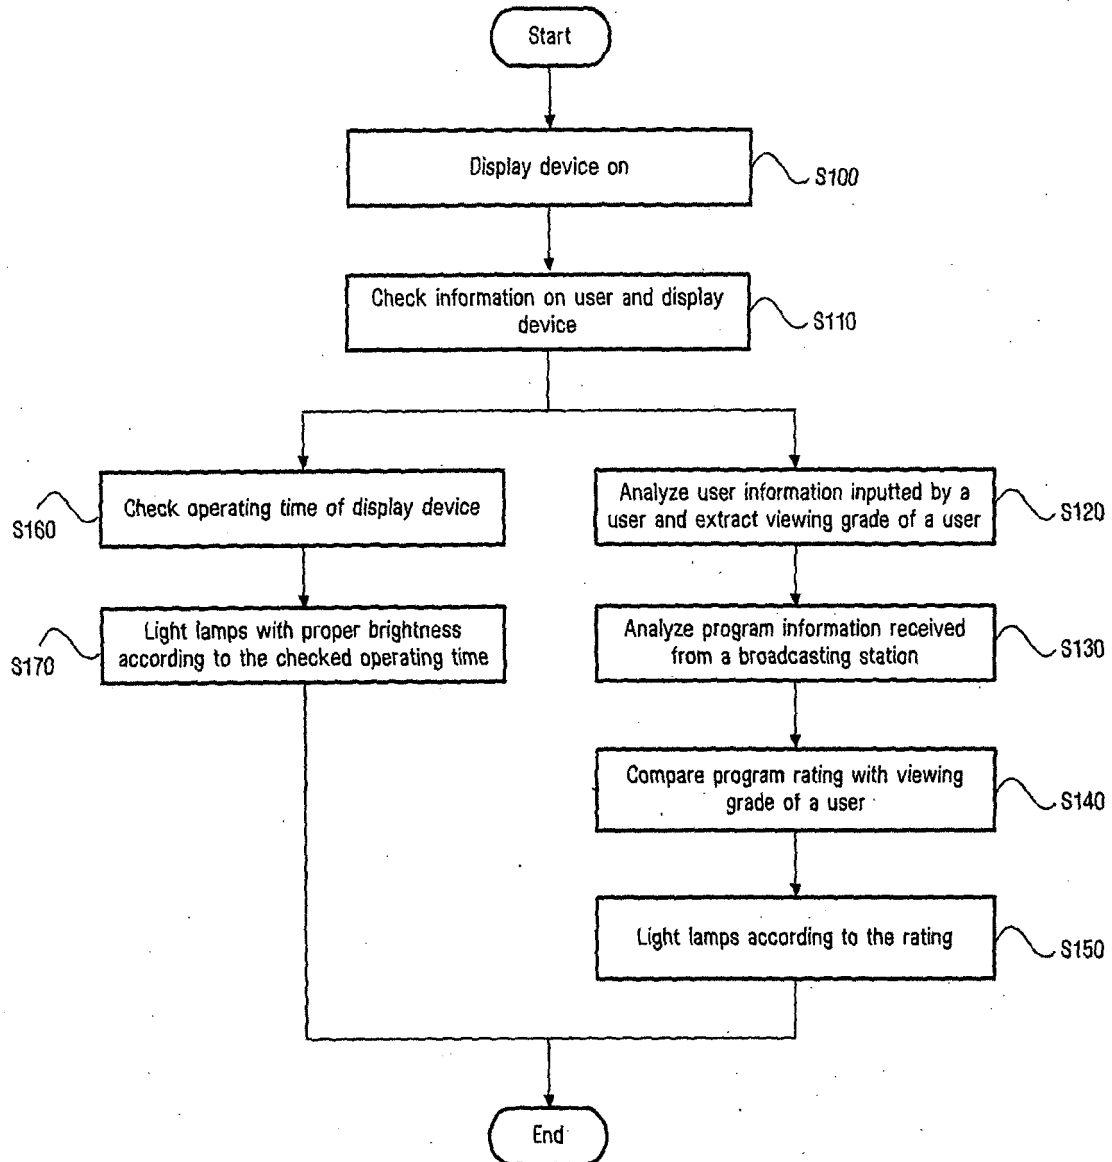 Start
Display device on
S100
Check information on user and display
device
S110
Check operating time of display device
S160
Light lamps with proper brightness
according to the checked operating time
S170
Analyze user information inputted by a
user and extract viewing grade of a user
S120
Analyze program information received
from a broadcasting station
S130
Compare program rating with viewing
grade of a user
S140
Light lamps according to the rating
S150
End